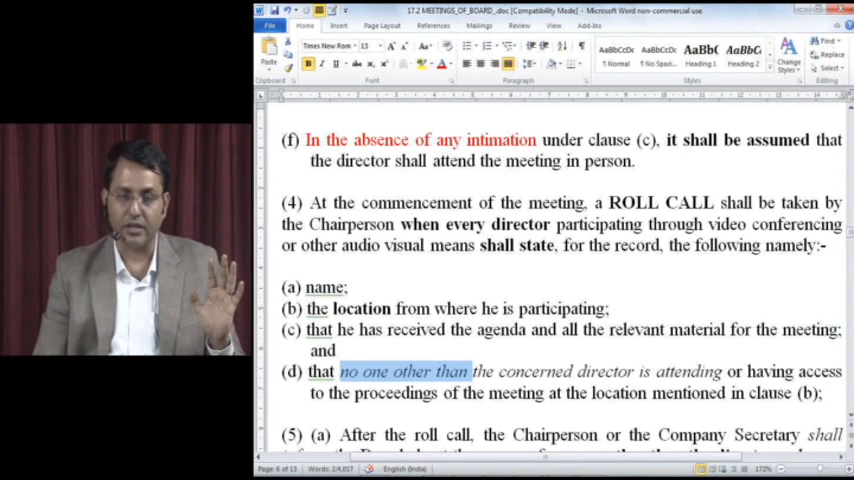 17.2 MEETINGS_OF_BOARD_.doc [Compatibility Mode] - Microsoft Word non-commercial use
File Home Insert Page Layout References Mailings Review View Add-Ins
Times New Rom 13
AaBbCcDc AaBbCcDc AaBbC AaBbCc
¶ Normal ¶ No Spaci... Heading 1 Heading 2
Change Styles
Find
Replace
Select
Paste
Clipboard Font Paragraph Styles Editing
(f) In the absence of any intimation under clause (c), it shall be assumed that
the director shall attend the meeting in person.
(4) At the commencement of the meeting, a ROLL CALL shall be taken by
the Chairperson when every director participating through video conferencing
or other audio visual means shall state, for the record, the following namely:-
(a) name;
(b) the location from where he is participating;
(c) that he has received the agenda and all the relevant material for the meeting;
and
(d) that no one other than the concerned director is attending or having access
to the proceedings of the meeting at the location mentioned in clause (b);
(5) (a) After the roll call, the Chairperson or the Company Secretary shall
Page: 6 of 13 Words: 2/4,017 English (India) 172%